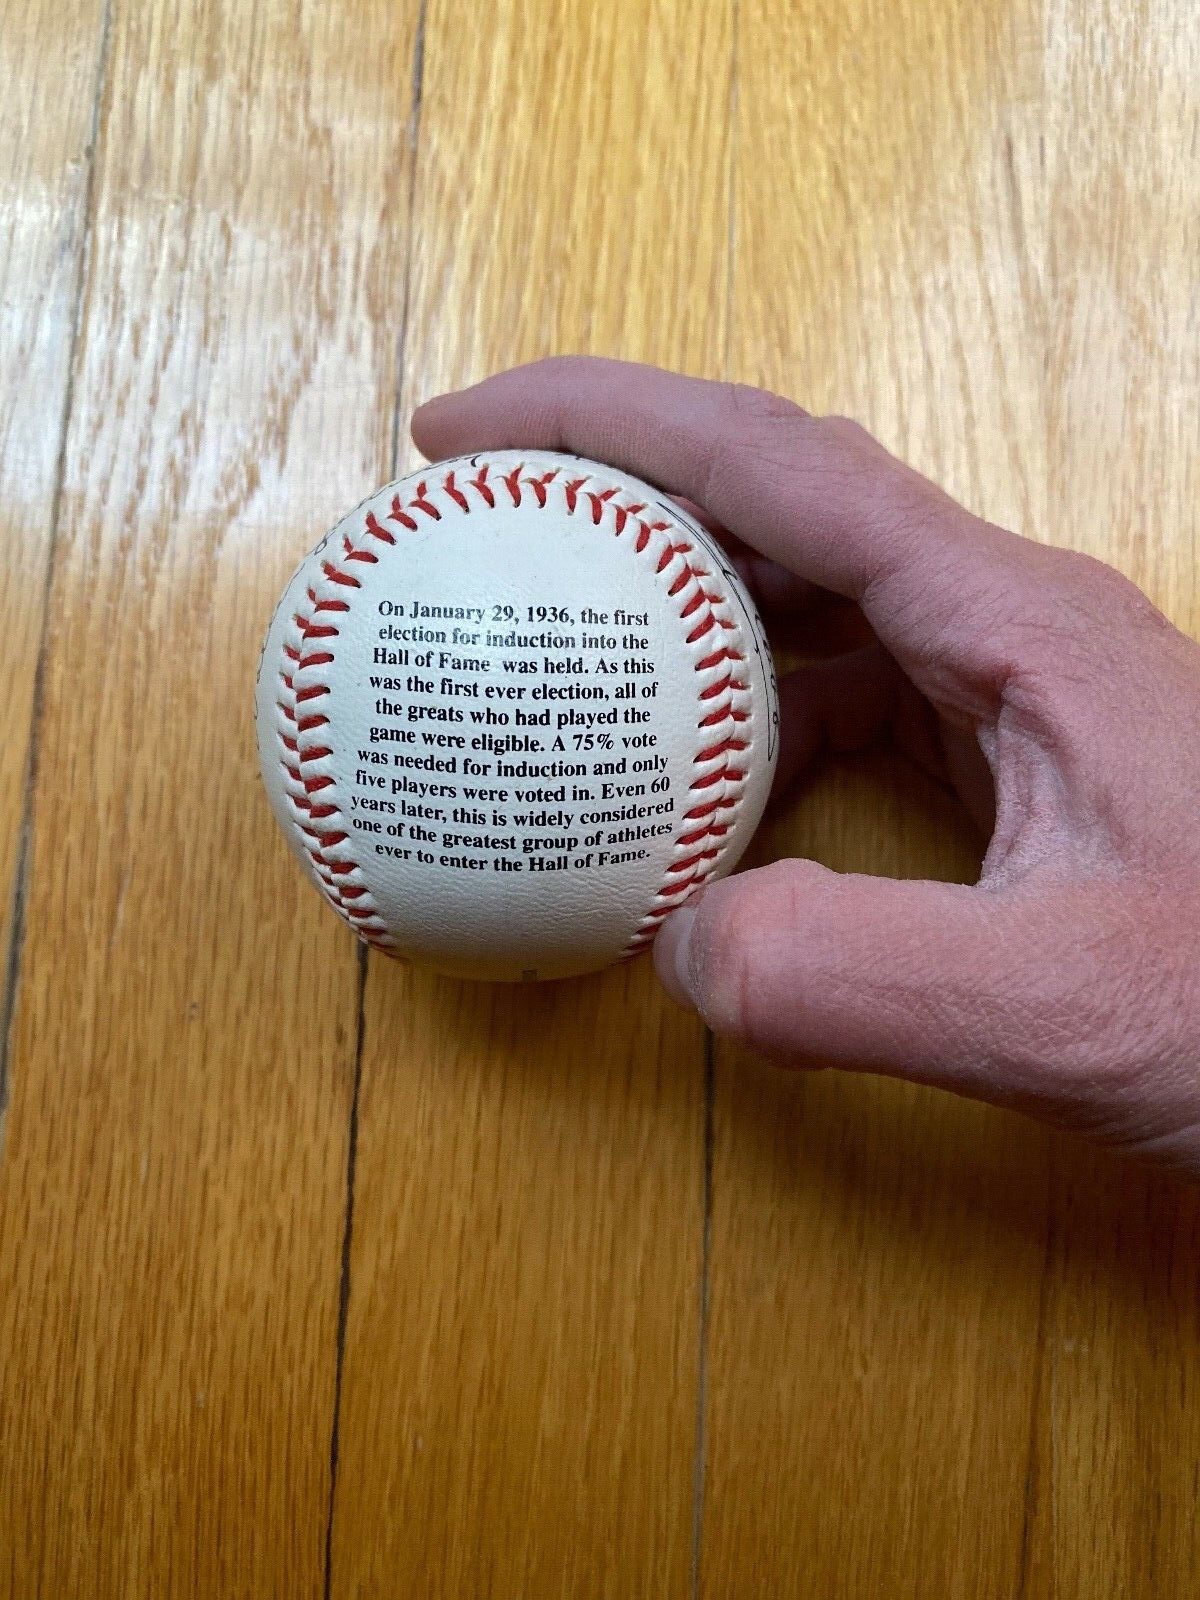 On January 29, 1936, the first
election for induction into the
Hall of Fame was held. As this
was the first ever election, all of
the greats who had played the
game were eligible. A 75% vote
was needed for induction and only
five players were voted in. Even 60
years later, this is widely considered
one of the greatest group of athletes
ever to enter the Hall of Fame.